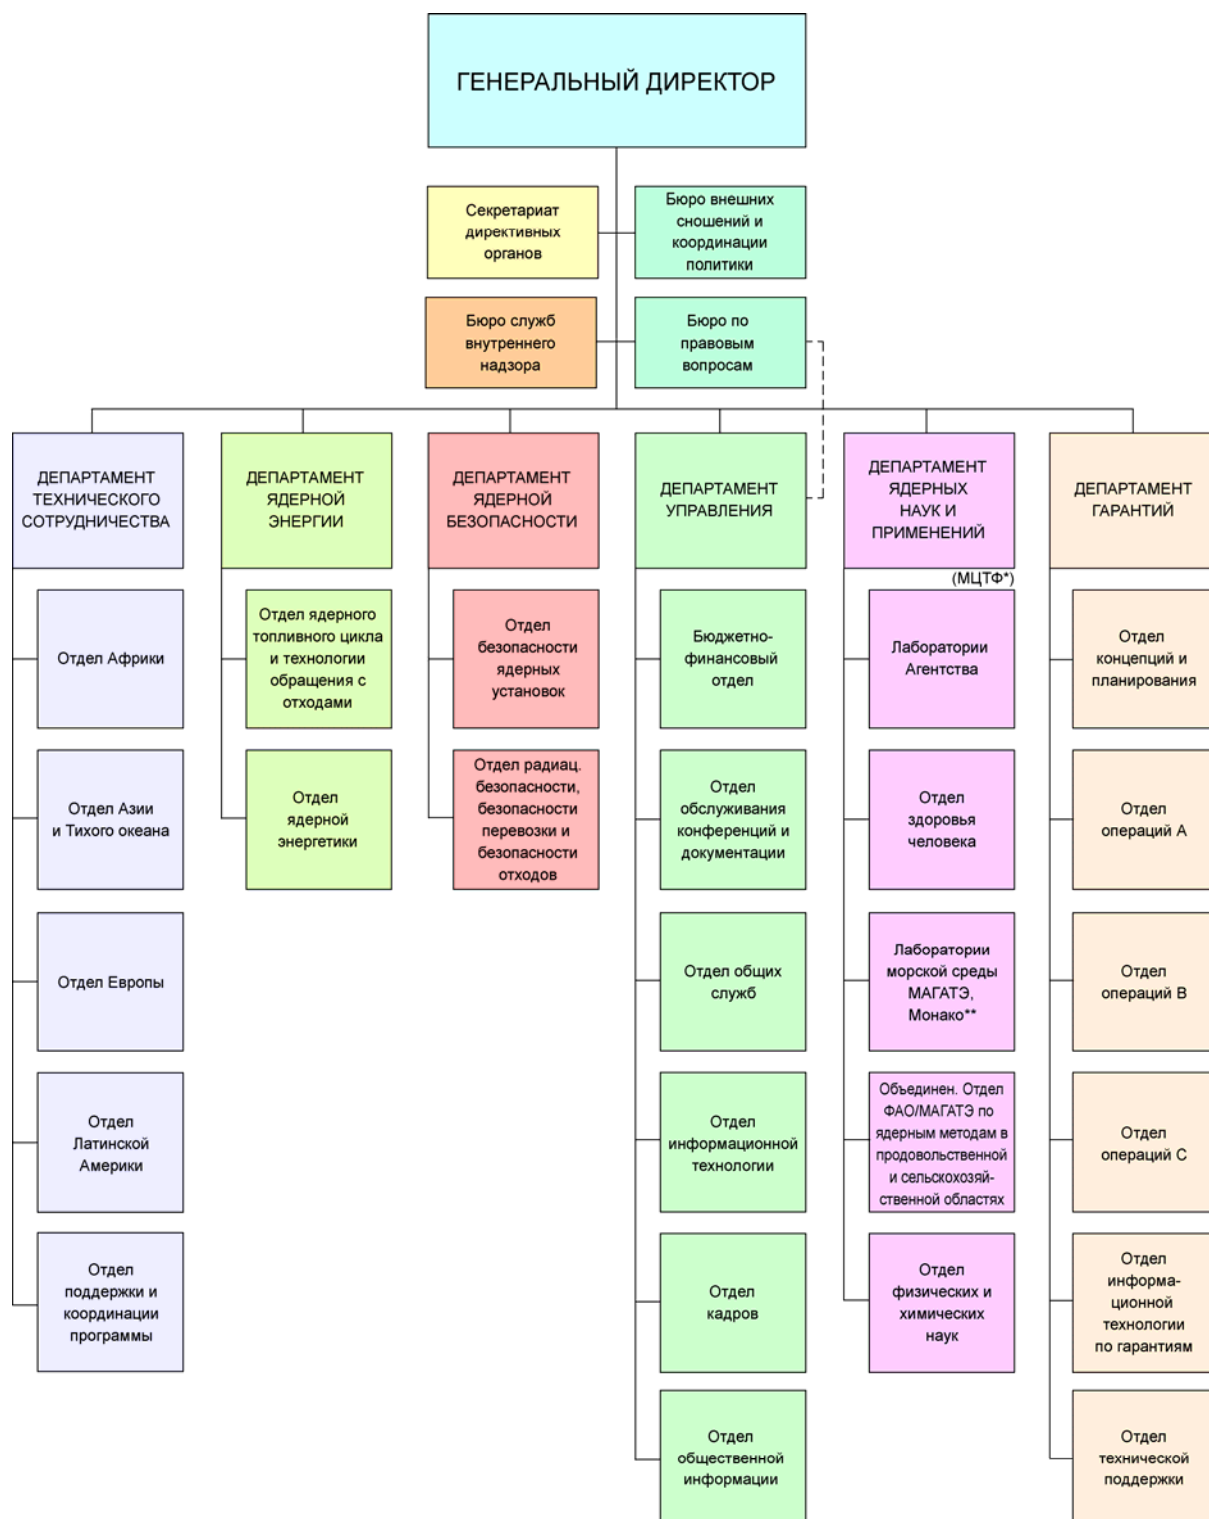 ГЕНЕРАЛЬНЫЙ ДИРЕКТОР
Секретариат
директивных
органов
Бюро внешних
сношений и
координации
политики
Бюро служб
внутреннего
надзора
Бюро по
правовым
вопросам
ДЕПАРТАМЕНТ
ТЕХНИЧЕСКОГО
СОТРУДНИЧЕСТВА
Отдел Африки
Отдел Азии
и Тихого океана
Отдел Европы
Отдел
Латинской
Америки
Отдел
поддержки и
координации
программы
ДЕПАРТАМЕНТ
ЯДЕРНОЙ
ЭНЕРГИИ
Отдел ядерного
топливного цикла
и технологии
обращения с
отходами
Отдел
ядерной
энергетики
ДЕПАРТАМЕНТ
ЯДЕРНОЙ
БЕЗОПАСНОСТИ
Отдел
безопасности
ядерных
установок
Отдел радиац.
безопасности,
безопасности
перевозки и
безопасности
отходов
ДЕПАРТАМЕНТ
УПРАВЛЕНИЯ
Бюджетно-
финансовый
отдел
Отдел
обслуживания
конференций и
документации
Отдел общих
служб
Отдел
информационной
технологии
Отдел
кадров
Отдел
общественной
информации
ДЕПАРТАМЕНТ
ЯДЕРНЫХ
НАУК И
ПРИМЕНЕНИЙ
(МЦТФ*)
Лаборатории
Агентства
Отдел
здоровья
человека
Лаборатории
морской среды
МАГАТЭ,
Монако**
Объединен. Отдел
ФАО/МАГАТЭ по
ядерным методам в
продовольственной
и сельскохозяй-
ственной областях
Отдел
физических и
химических
наук
ДЕПАРТАМЕНТ
ГАРАНТИЙ
Отдел
концепций и
планирования
Отдел
операций А
Отдел
операций В
Отдел
операций С
Отдел
информа-
ционной
технологии
по гарантиям
Отдел
технической
поддержки